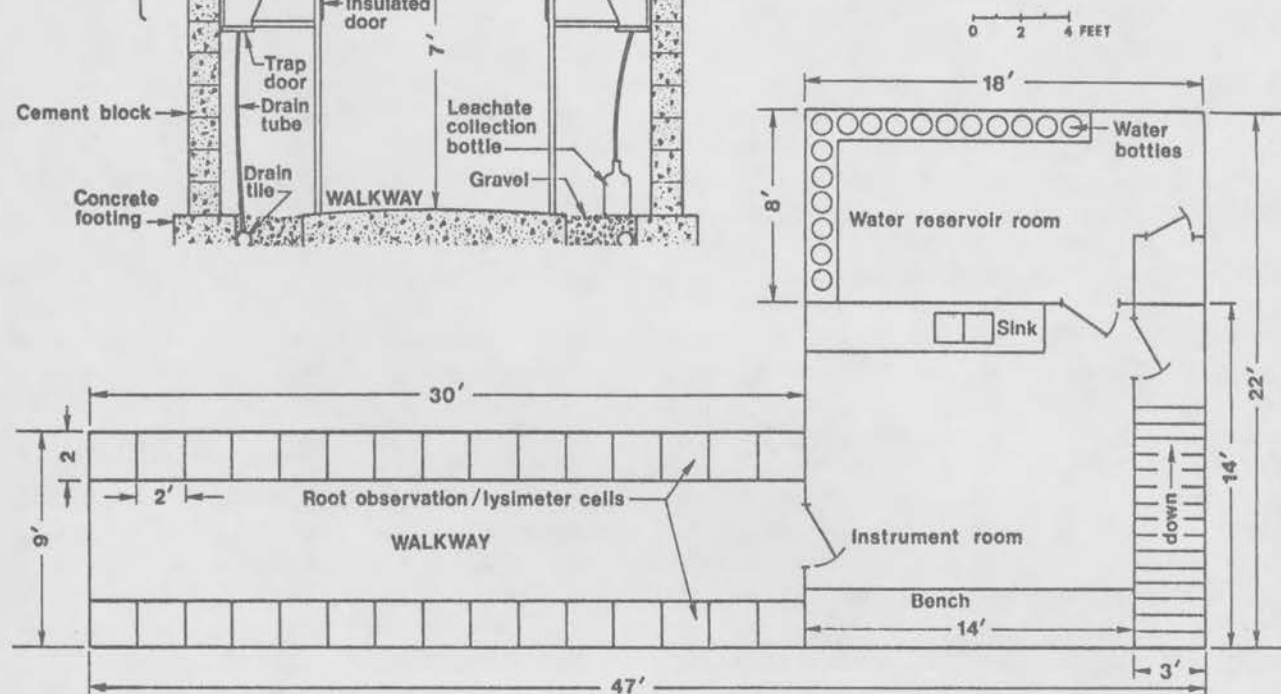 Insulated
door
7'
Trap
door
Cement block
Drain
tube
Leachate
collection
bottle
Drain
tile
Gravel
Concrete
footing
WALKWAY
0 2 4 FEET
18'
Water
bottles
8'
Water reservoir room
Sink
22'
30'
2
2'
Root observation/lysimeter cells
9'
WALKWAY
Instrument room
down
14'
Bench
14'
3'
47'